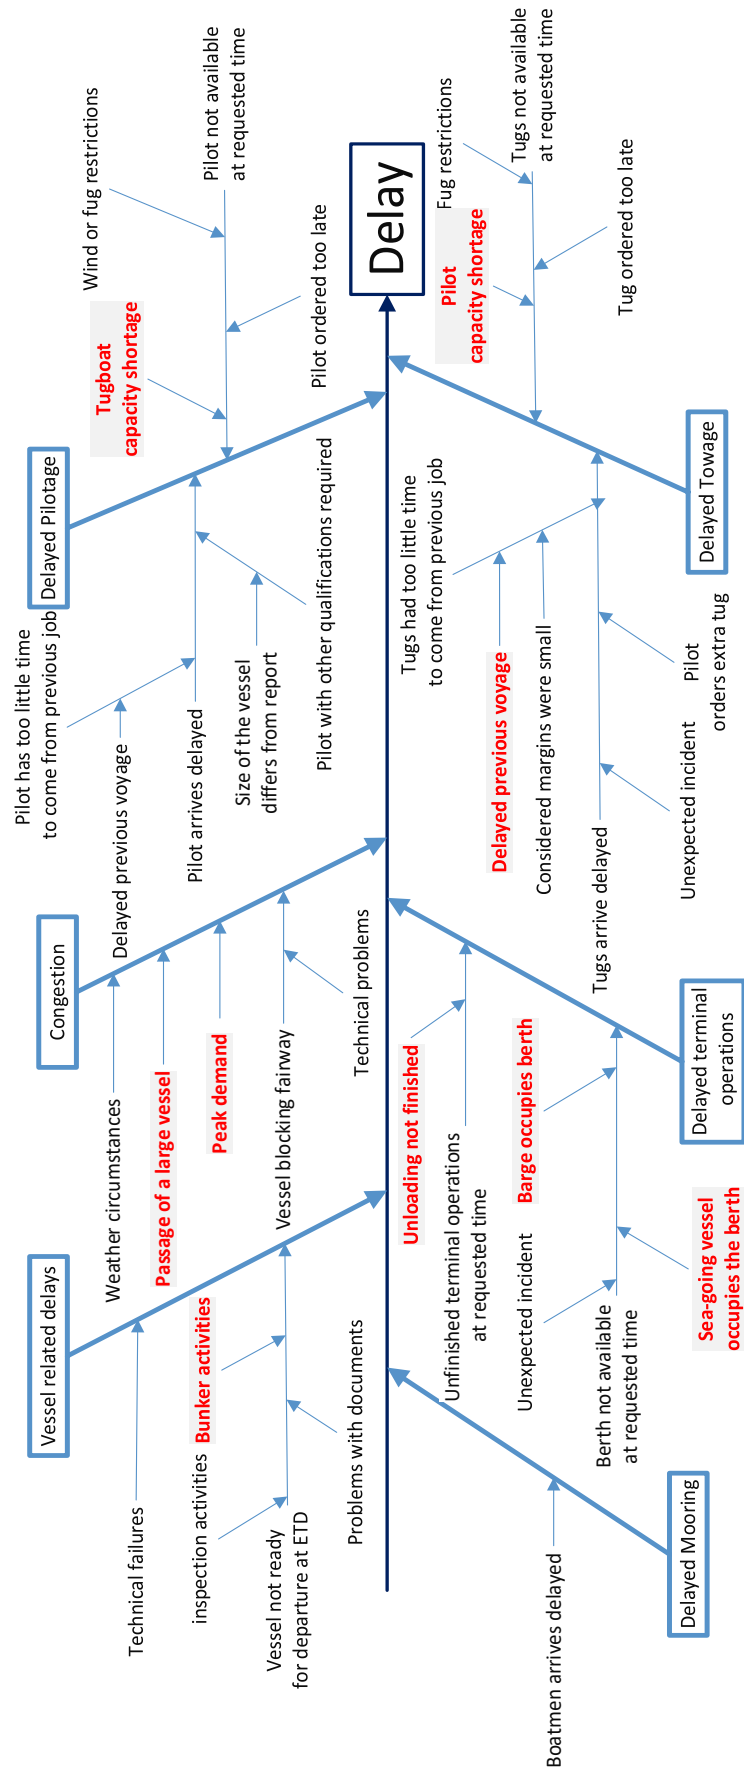 Vessel related delays
Technical failures
inspection activities
Bunker activities
Vessel not ready
for departure at ETD
Problems with documents
Congestion
Weather circumstances
Passage of a large vessel
Peak demand
Vessel blocking fairway
Technical problems
Delayed Pilotage
Pilot has too little time
to come from previous job
Delayed previous voyage
Pilot arrives delayed
Size of the vessel
differs from report
Pilot with other qualifications required
Wind or fug restrictions
Tugboat
capacity shortage
Pilot not available
at requested time
Pilot ordered too late
Delay
Delayed Mooring
Boatmen arrives delayed
Delayed terminal
operations
Unloading not finished
Unfinished terminal operations
at requested time
Barge occupies berth
Unexpected incident
Berth not available
at requested time
Sea-going vessel
occupies the berth
Delayed Towage
Tugs had too little time
to come from previous job
Delayed previous voyage
Considered margins were small
Tugs arrive delayed
Unexpected incident
Pilot
orders extra tug
Fug restrictions
Pilot
capacity shortage
Tugs not available
at requested time
Tug ordered too late